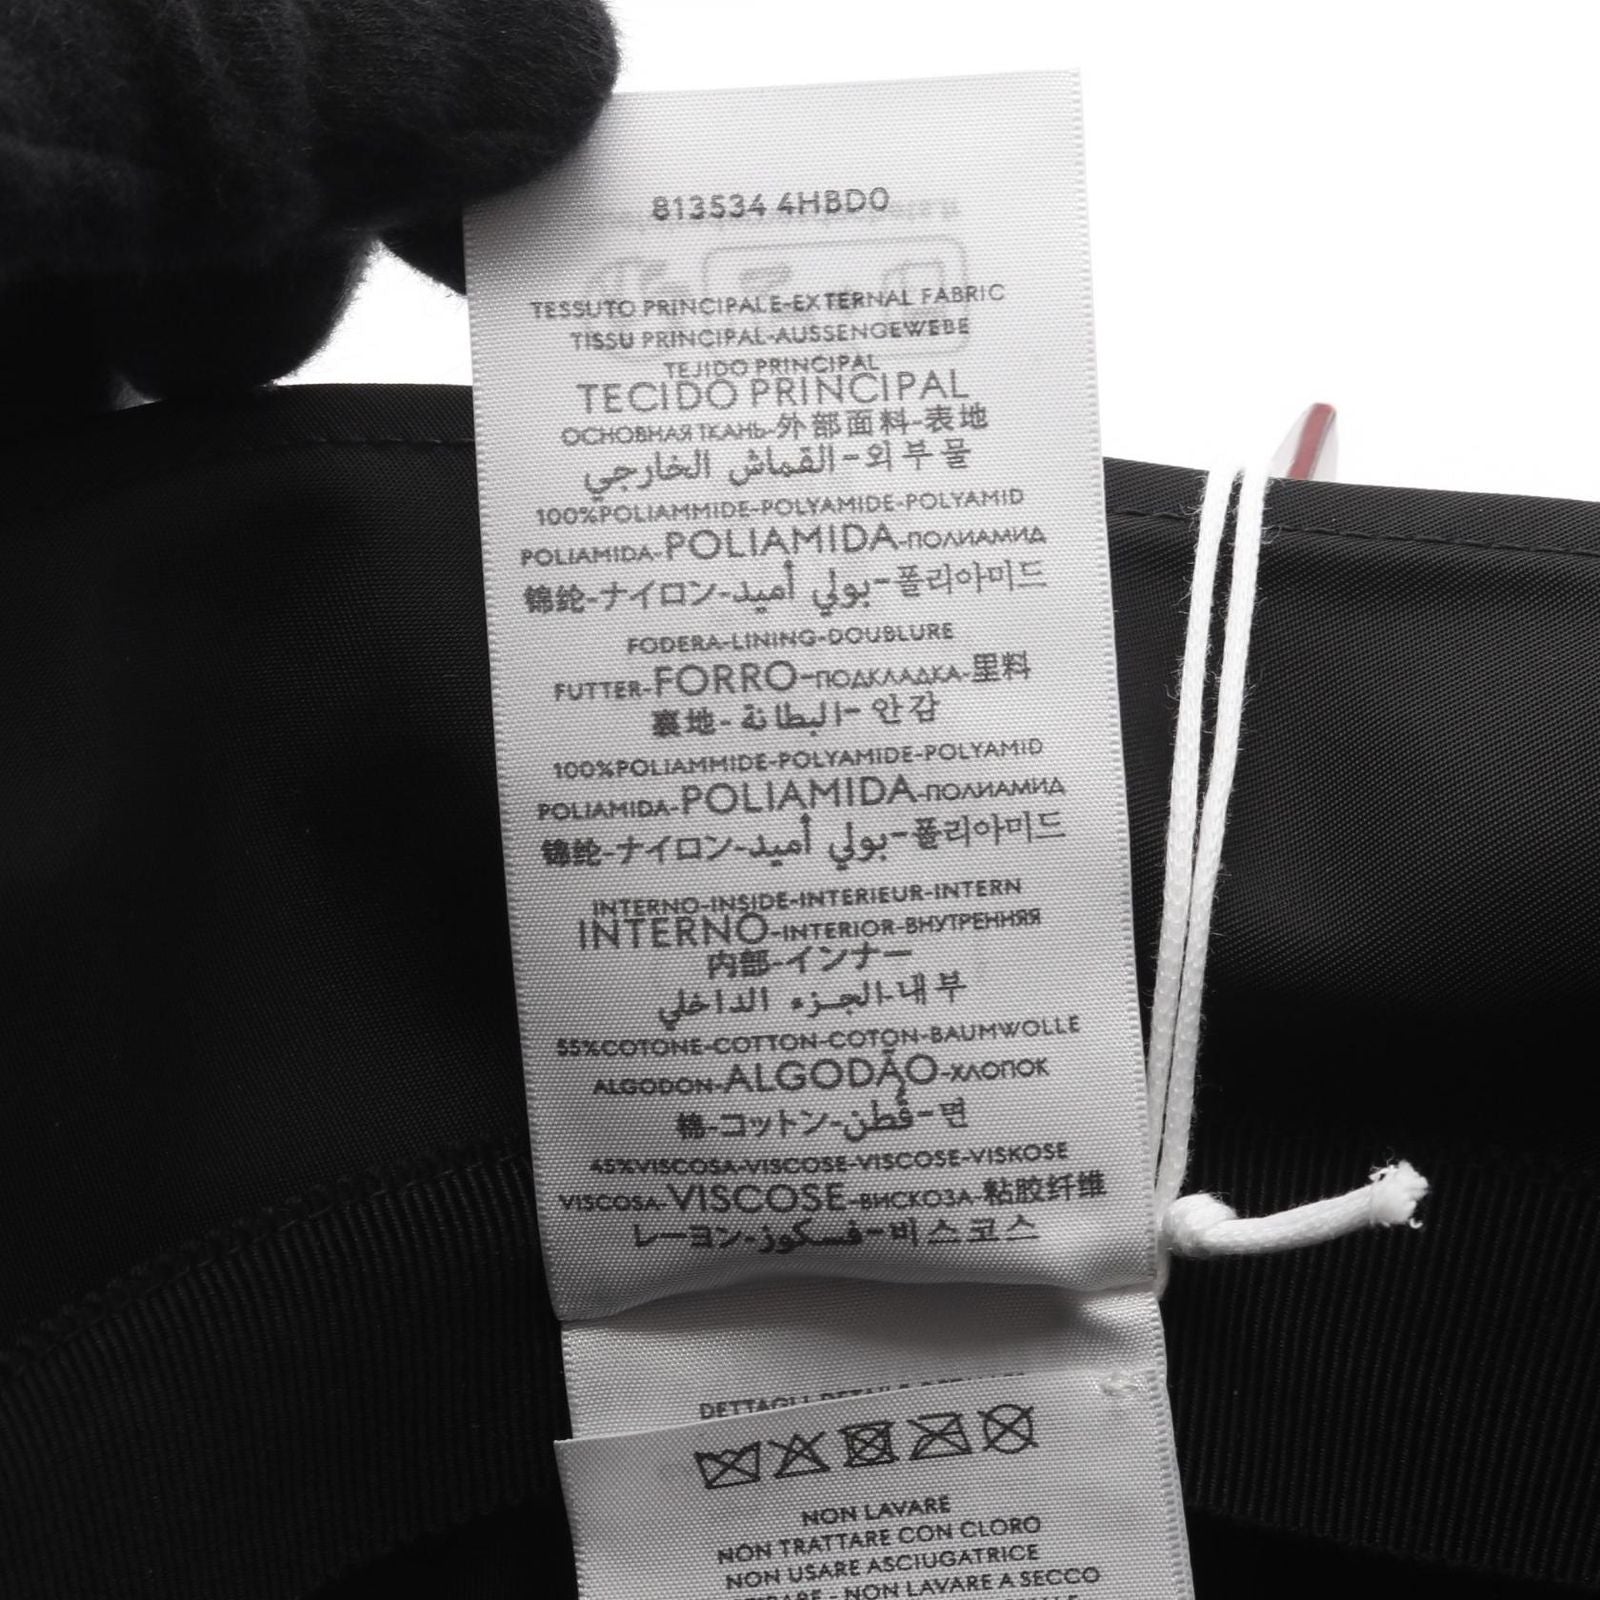 813534 4HBD0
TESSUTO PRINCIPALE-EXTERNAL FABRIC
TISSU PRINCIPAL-AUSSENGEWEBE
TEJIDO PRINCIPAL
TECIDO PRINCIPAL
ОСНОВНАЯ ТКАНЬ-外部面料-表地
القماش الخارجي-외부물
100%POLIAMMIDE-POLYAMIDE-POLYAMID
POLIAMIDA-POLIAMIDA-ПОЛИАМИД
锦纶-ナイロン-بولي أميد-폴리아미드
FODERA-LINING-DOUBLURE
FUTTER-FORRO-ПОДКЛАДКА-里料
裏地-البطانة-안감
100%POLIAMMIDE-POLYAMIDE-POLYAMID
POLIAMIDA-POLIAMIDA-ПОЛИАМИД
锦纶-ナイロン-بولي أميد-폴리아미드
INTERNO-INSIDE-INTERIEUR-INTERN
INTERNO-INTERIOR-ВНУТРЕННЯЯ
内部-インナー
الجزء الداخلي-내부
55%COTONE-COTTON-COTON-BAUMWOLLE
ALGODON-ALGODÃO-ХЛОПОК
棉-コットン-قطن-면
45%VISCOSA-VISCOSE-VISCOSE-VISKOSE
VISCOSA-VISCOSE-ВИСКОЗА-粘胶纤维
レーヨン-فسكوز-비스코스
DETTAGLI-DETAILS
NON LAVARE
NON TRATTARE CON CLORO
NON USARE ASCIUGATRICE
- NON LAVARE A SECCO